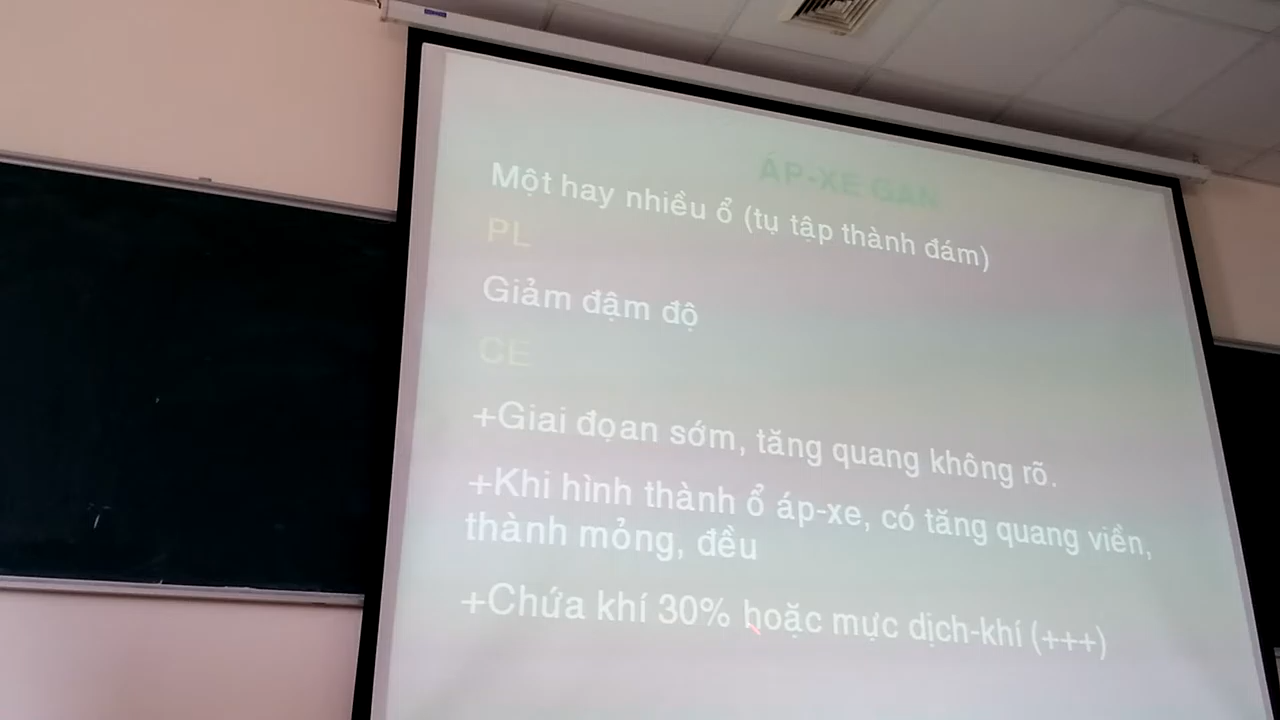 ÁP-XE GAN
Một hay nhiều ổ (tụ tập thành đám)
PL
Giảm đậm độ
CE
+Giai đọan sớm, tăng quang không rõ.
+Khi hình thành ổ áp-xe, có tăng quang viền,
thành mỏng, đều
+Chứa khí 30% hoặc mực dịch-khí (+++)